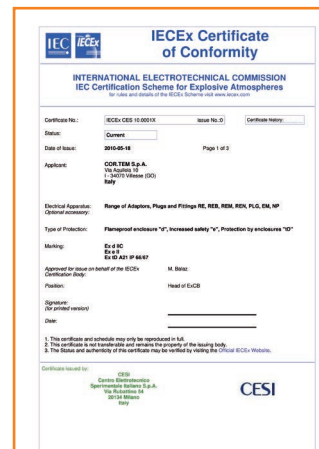 IEC IECEx
IECEx Certificate
of Conformity
INTERNATIONAL ELECTROTECHNICAL COMMISSION
IEC Certification Scheme for Explosive Atmospheres
for rules and details of the IECEx Scheme visit www.iecex.com
Certificate No.: IECEx CES 10.0001X Issue No.:0 Certificate history:
Status: Current
Date of Issue: 2010-05-18 Page 1 of 3
Applicant: COR.TEM S.p.A.
Via Aquileia 10
I - 34070 Villesse (GO)
Italy
Electrical Apparatus: Range of Adaptors, Plugs and Fittings RE, REB, REM, REN, PLG, EM, NP
Optional accessory:
Type of Protection: Flameproof enclosure "d", Increased safety "e", Protection by enclosures "tD"
Marking: Ex d IIC
Ex e II
Ex tD A21 IP 66/67
Approved for issue on behalf of the IECEx M. Balaz
Certification Body:
Position: Head of ExCB
Signature:
(for printed version)
Date:
1. This certificate and schedule may only be reproduced in full.
2. This certificate is not transferable and remains the property of the issuing body.
3. The Status and authenticity of this certificate may be verified by visiting the Official IECEx Website.
Certificate issued by:
CESI
Centro Elettrotecnico
Sperimentale Italiano S.p.A.
Via Rubattino 54
20134 Milano
Italy
CESI